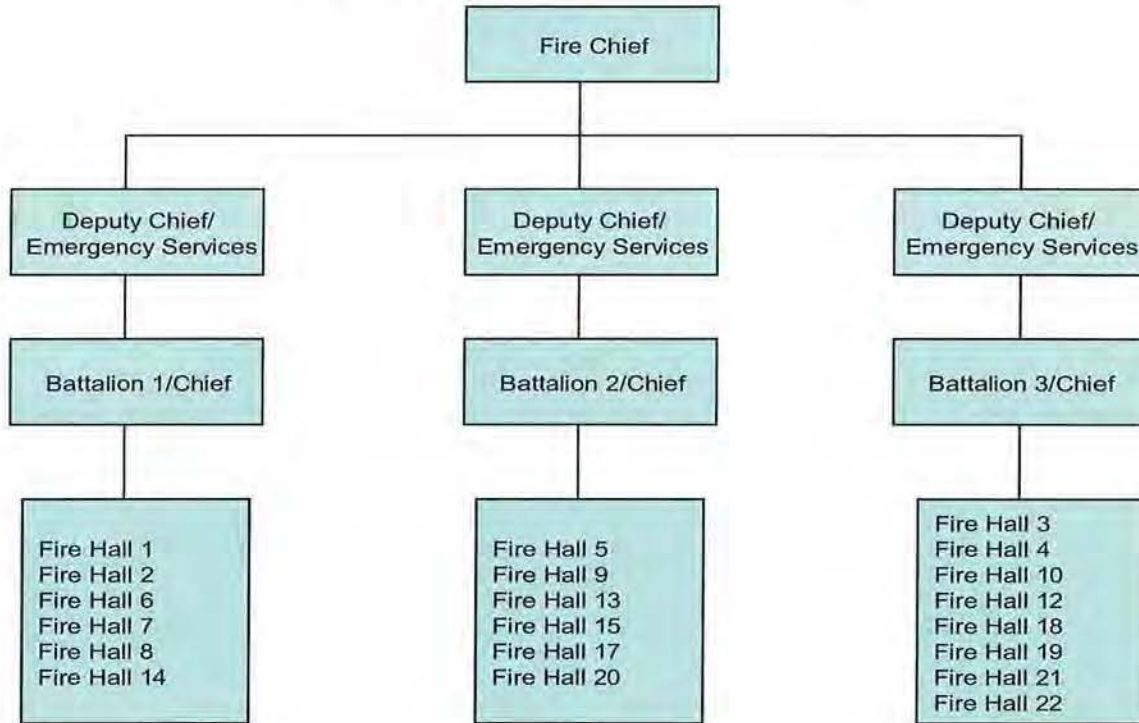 Fire Chief
Deputy Chief/
Emergency Services
Deputy Chief/
Emergency Services
Deputy Chief/
Emergency Services
Battalion 1/Chief
Battalion 2/Chief
Battalion 3/Chief
Fire Hall 1
Fire Hall 2
Fire Hall 6
Fire Hall 7
Fire Hall 8
Fire Hall 14
Fire Hall 5
Fire Hall 9
Fire Hall 13
Fire Hall 15
Fire Hall 17
Fire Hall 20
Fire Hall 3
Fire Hall 4
Fire Hall 10
Fire Hall 12
Fire Hall 18
Fire Hall 19
Fire Hall 21
Fire Hall 22